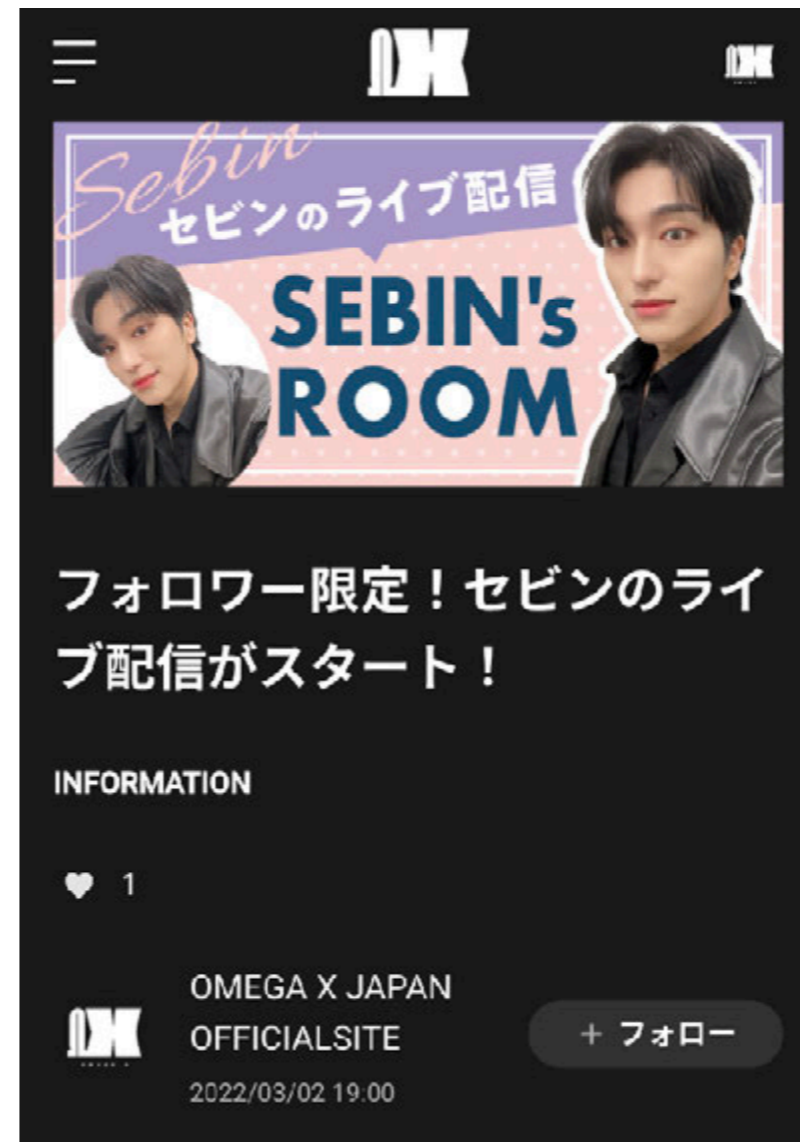 Sebin
セビンのライブ配信
SEBIN's
ROOM
フォロワー限定！セビンのライ
ブ配信がスタート！
INFORMATION
1
OMEGA X JAPAN
OFFICIALSITE
+ フォロー
2022/03/02 19:00